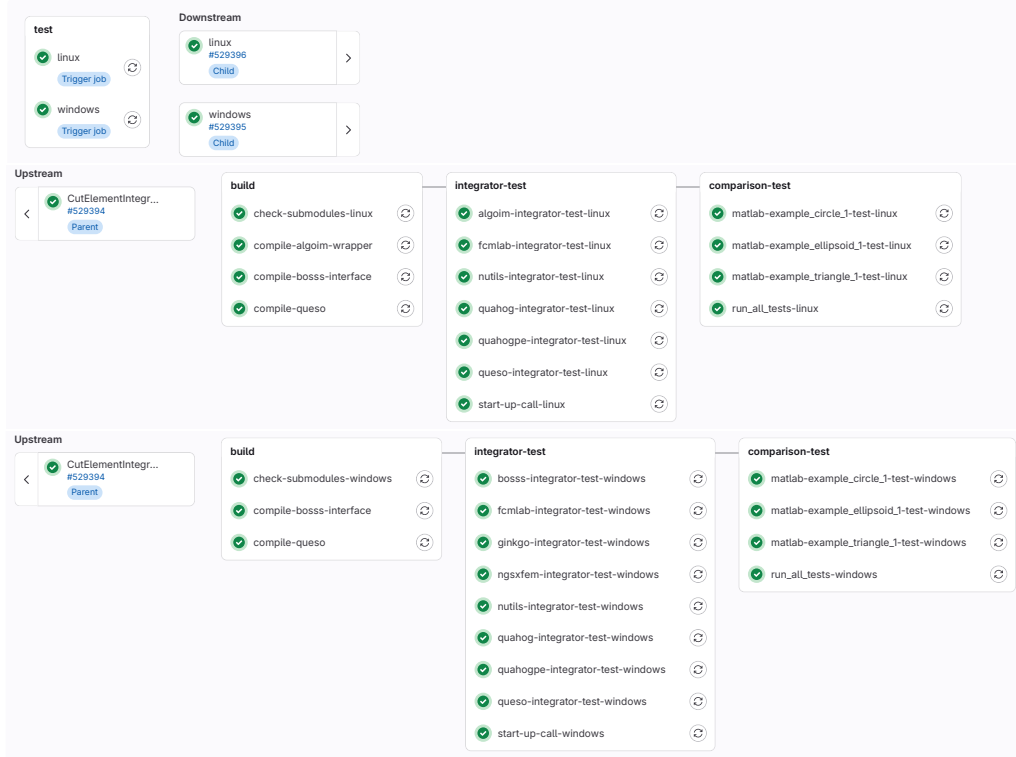 test
linux
Trigger job
windows
Trigger job
Downstream
linux
#529396
Child
windows
#529395
Child
Upstream
CutElementIntegr...
#529394
Parent
build
check-submodules-linux
compile-algoim-wrapper
compile-bosss-interface
compile-queso
integrator-test
algoim-integrator-test-linux
fcmlab-integrator-test-linux
nutils-integrator-test-linux
quahog-integrator-test-linux
quahogpe-integrator-test-linux
queso-integrator-test-linux
start-up-call-linux
comparison-test
matlab-example_circle_1-test-linux
matlab-example_ellipsoid_1-test-linux
matlab-example_triangle_1-test-linux
run_all_tests-linux
Upstream
CutElementIntegr...
#529394
Parent
build
check-submodules-windows
compile-bosss-interface
compile-queso
integrator-test
bosss-integrator-test-windows
fcmlab-integrator-test-windows
ginkgo-integrator-test-windows
ngsxfem-integrator-test-windows
nutils-integrator-test-windows
quahog-integrator-test-windows
quahogpe-integrator-test-windows
queso-integrator-test-windows
start-up-call-windows
comparison-test
matlab-example_circle_1-test-windows
matlab-example_ellipsoid_1-test-windows
matlab-example_triangle_1-test-windows
run_all_tests-windows